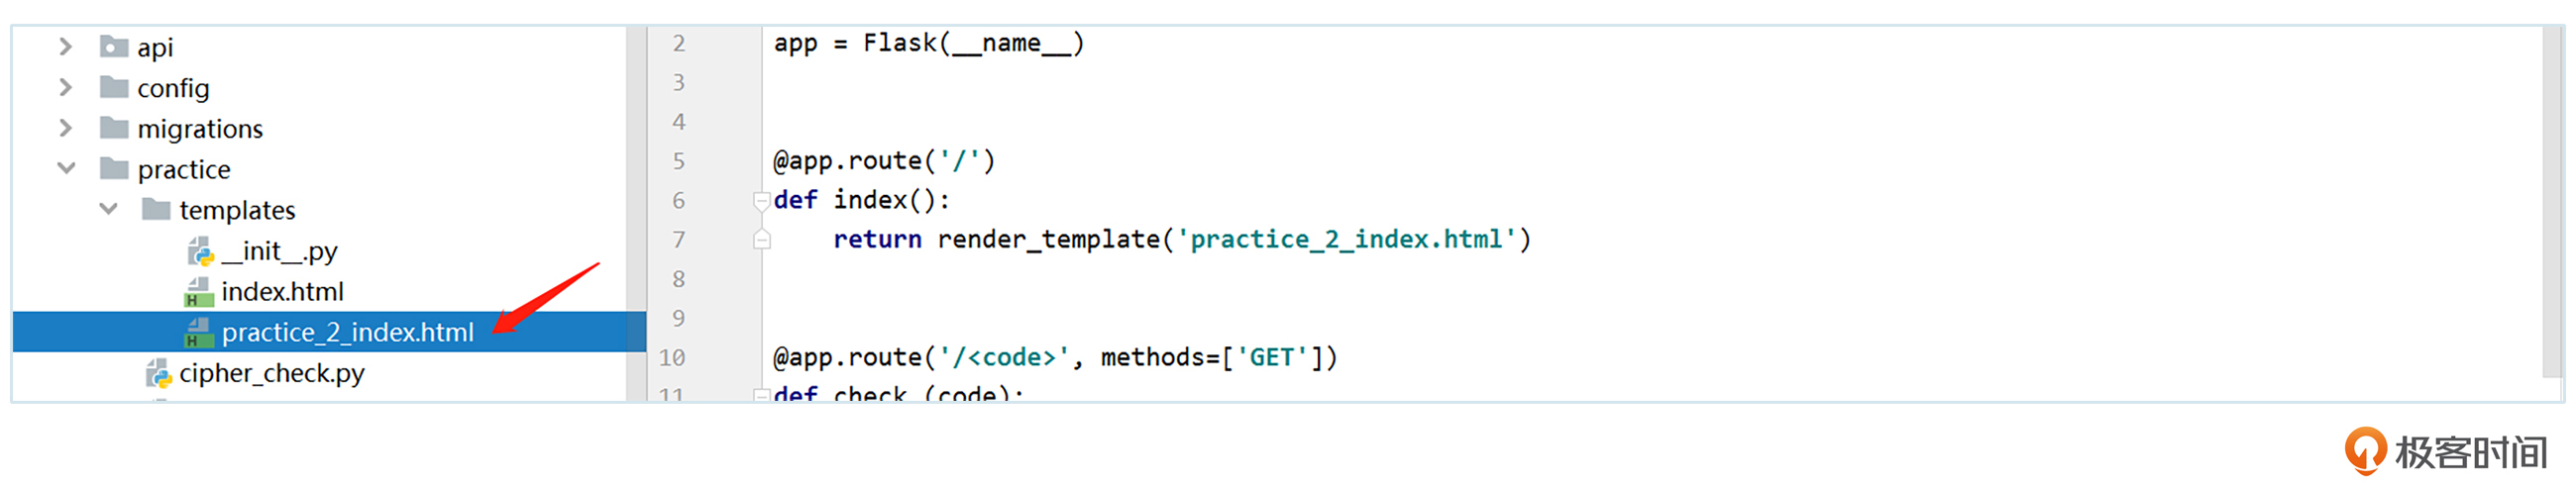 api
config
migrations
practice
templates
__init__.py
index.html
practice_2_index.html
cipher_check.py
2 app = Flask(__name__)
3
4
5 @app.route('/')
6 def index():
7 return render_template('practice_2_index.html')
8
9
10 @app.route('/<code>', methods=['GET'])
11 def check (code):
极客时间